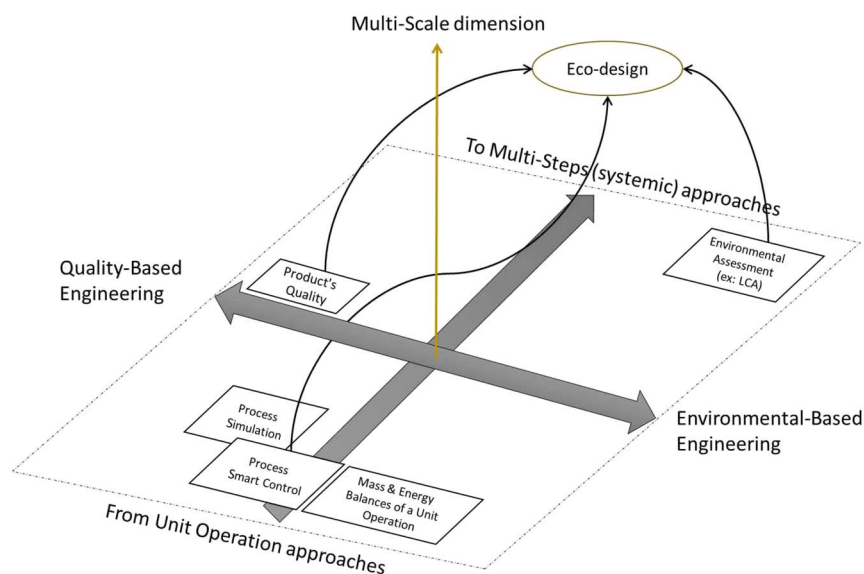 Multi-Scale dimension
Eco-design
To Multi-Steps (systemic) approaches
Environmental
Assessment
(ex: LCA)
Quality-Based
Engineering
Product's
Quality
Process
Simulation
Environmental-Based
Engineering
Process
Smart Control
Mass & Energy
Balances of a Unit
Operation
From Unit Operation approaches